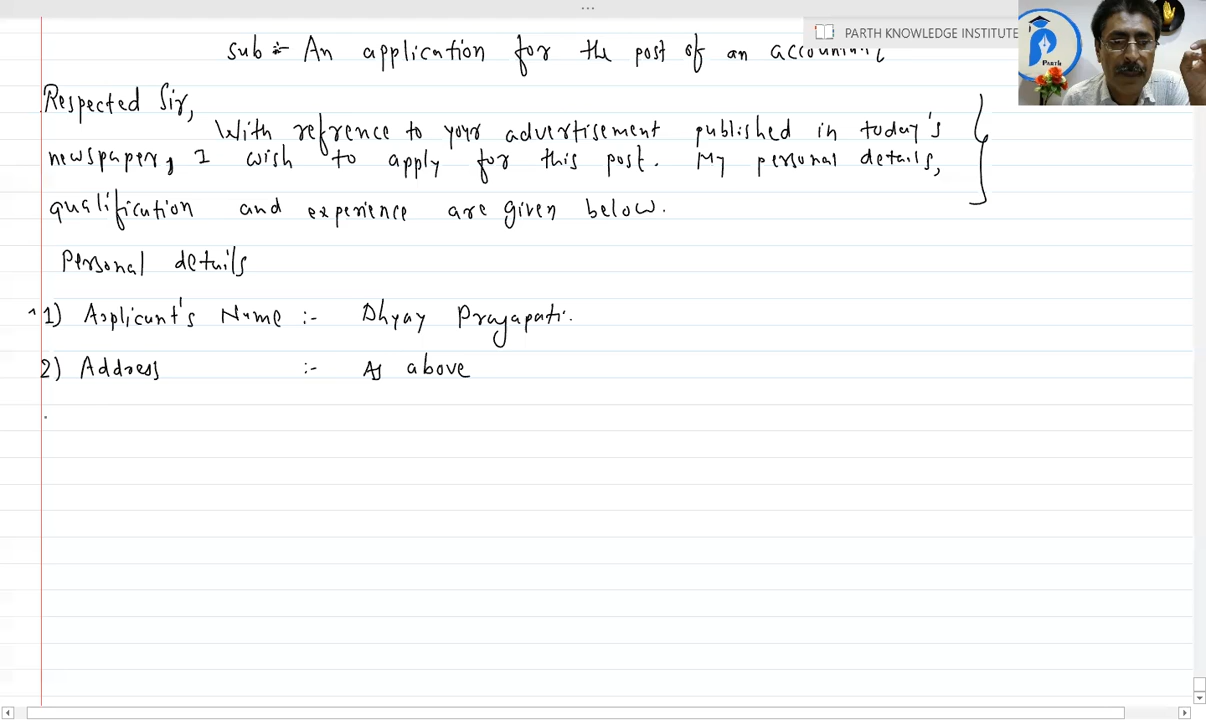 PARTH KNOWLEDGE INSTITUTE
Parth
Sub :- An application for the post of an
Respected Sir,
With refrence to your advertisement published in today's
newspaper, I wish to apply for this post. My personal details,
qualification and experience are given below.
Personal details
1) Applicant's Name :- Dhyay Prajapati.
2) Address :- As above